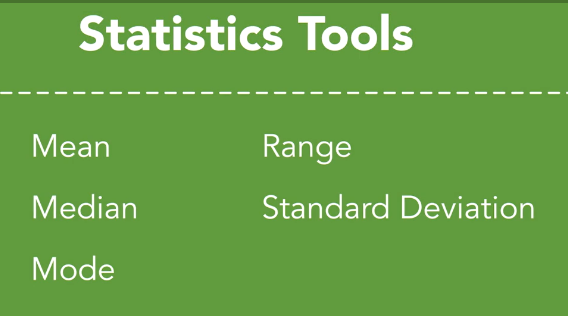 Statistics Tools
Mean
Median
Mode
Range
Standard Deviation